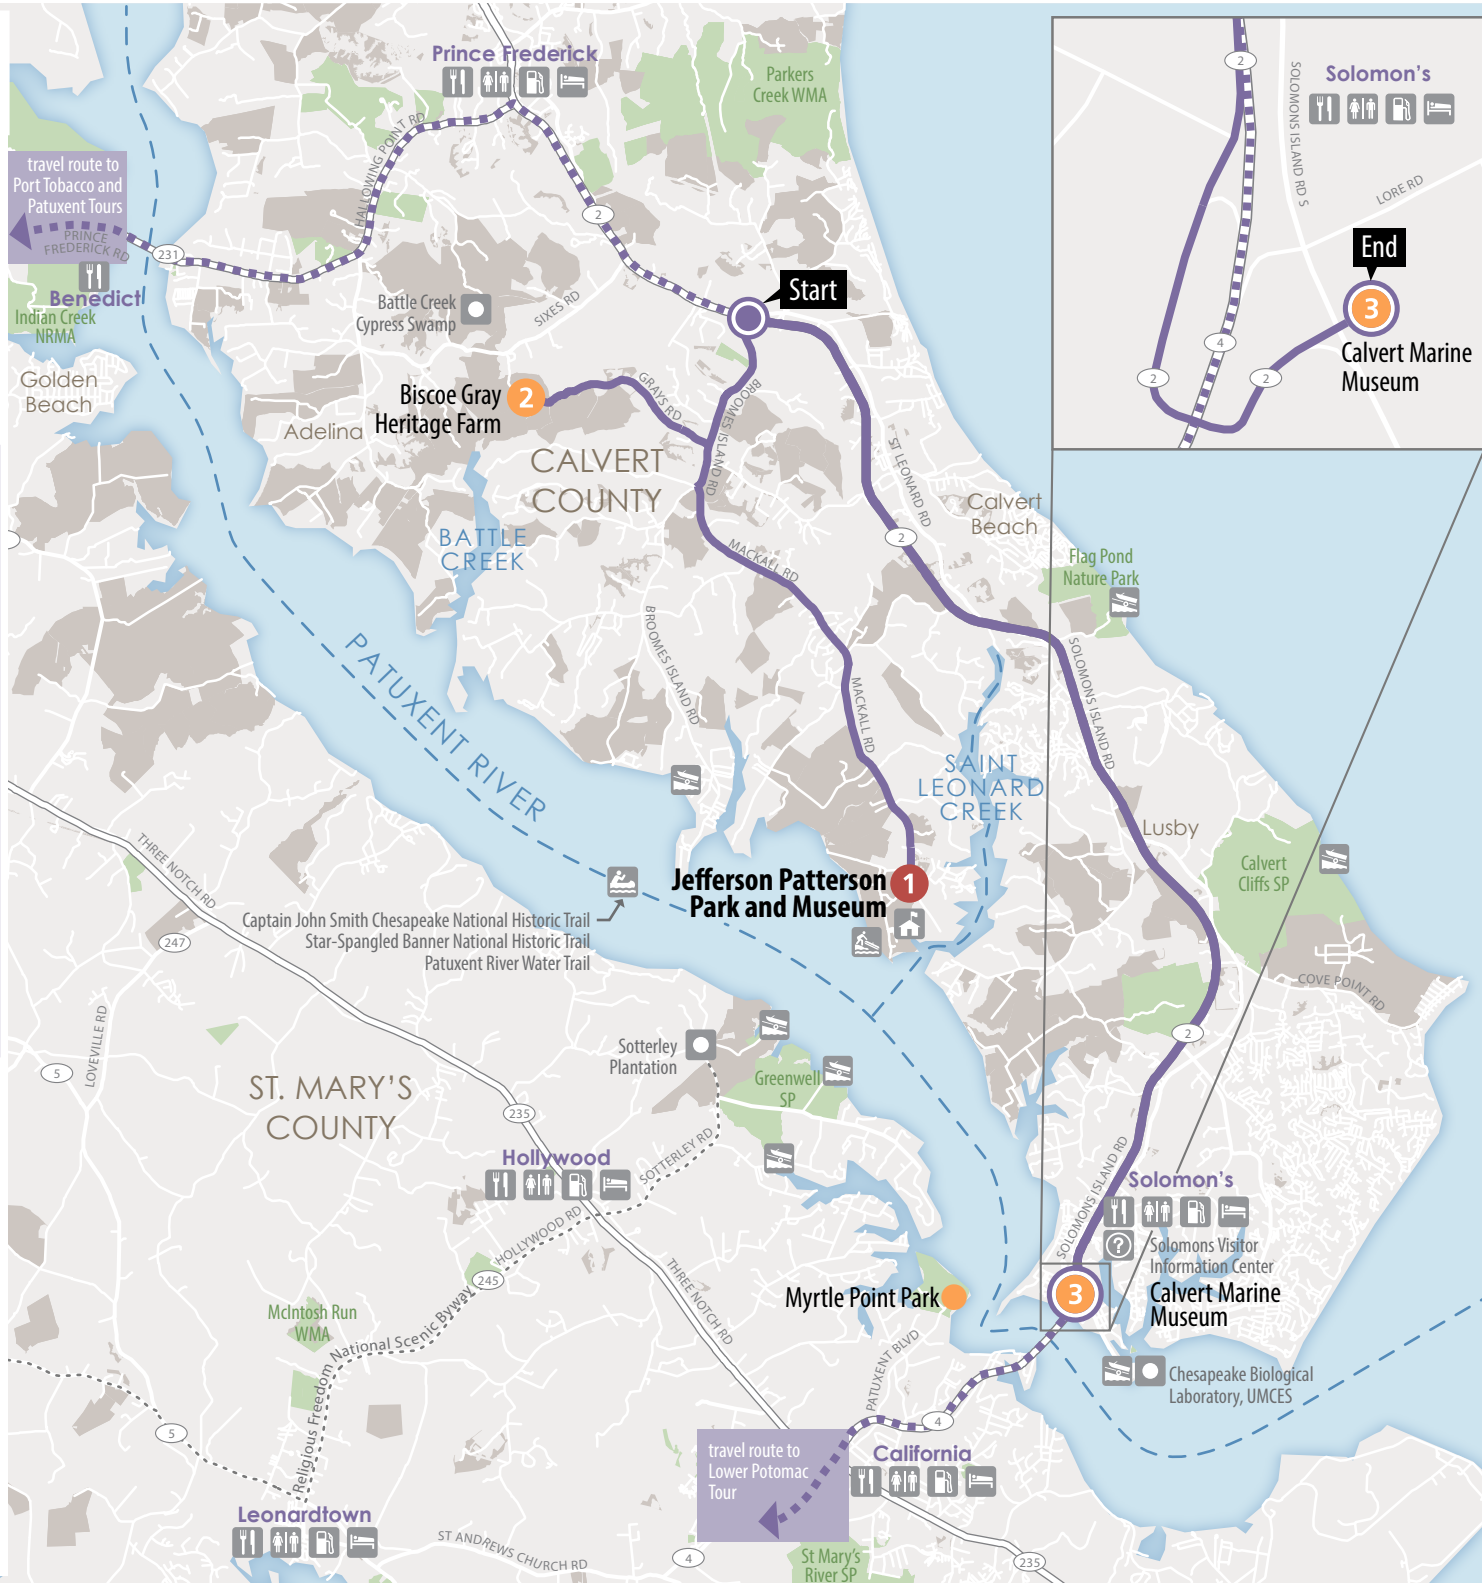 Prince Frederick
Parkers
Creek WMA
HALLOWING POINT RD
travel route to
Port Tobacco and
Patuxent Tours
PRINCE
FREDERICK RD
231
2
Benedict
Indian Creek
NRMA
Golden
Beach
Battle Creek
Cypress Swamp
SIXES RD
Start
Biscoe Gray
Heritage Farm
2
GRAYS RD
BROOMES ISLAND RD
Adelina
CALVERT
COUNTY
BATTLE
CREEK
ST LEONARD RD
2
Calvert
Beach
Flag Pond
Nature Park
MACKALL RD
BROOMES ISLAND RD
MACKALL RD
SOLOMONS ISLAND RD
PATUXENT RIVER
SAINT
LEONARD
CREEK
Lusby
Calvert
Cliffs SP
COVE POINT RD
2
Jefferson Patterson
Park and Museum
1
Captain John Smith Chesapeake National Historic Trail
Star-Spangled Banner National Historic Trail
Patuxent River Water Trail
THREE NOTCH RD
247
LOVEVILLE RD
5
ST. MARY'S
COUNTY
235
Sotterley
Plantation
Greenwell
SP
SOTTERLEY RD
Hollywood
HOLLYWOOD RD
245
THREE NOTCH RD
SOLOMONS ISLAND RD
Solomon's
?
Solomons Visitor
Information Center
3
Calvert Marine
Museum
Myrtle Point Park
Chesapeake Biological
Laboratory, UMCES
McIntosh Run
WMA
Religious Freedom National Scenic Byway
5
PATUXENT BLVD
4
California
travel route to
Lower Potomac
Tour
Leonardtown
ST ANDREWS CHURCH RD
4
St Mary's
River SP
235
2
SOLOMONS ISLAND RD S
Solomon's
LORE RD
End
3
4
2
2
Calvert Marine
Museum